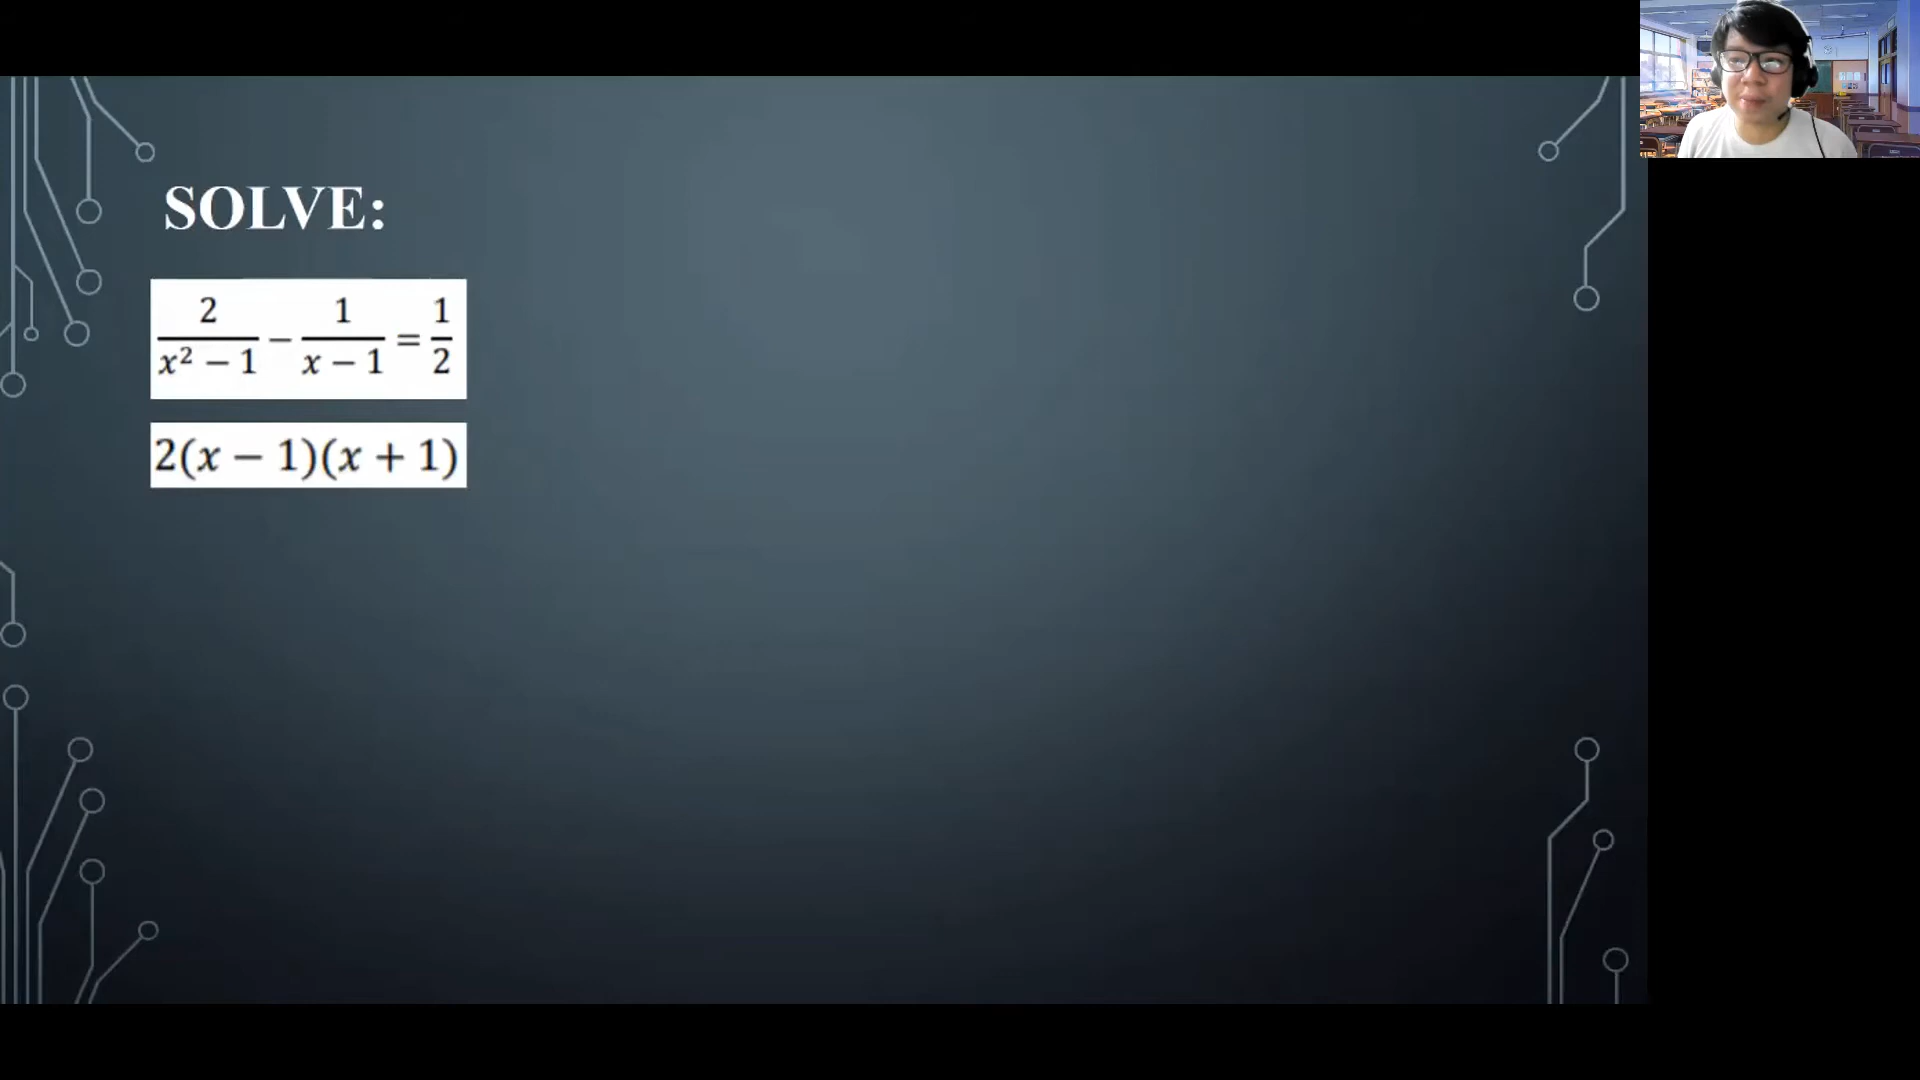 SOLVE:
2/(x² − 1) − 1/(x − 1) = 1/2
2(x − 1)(x + 1)